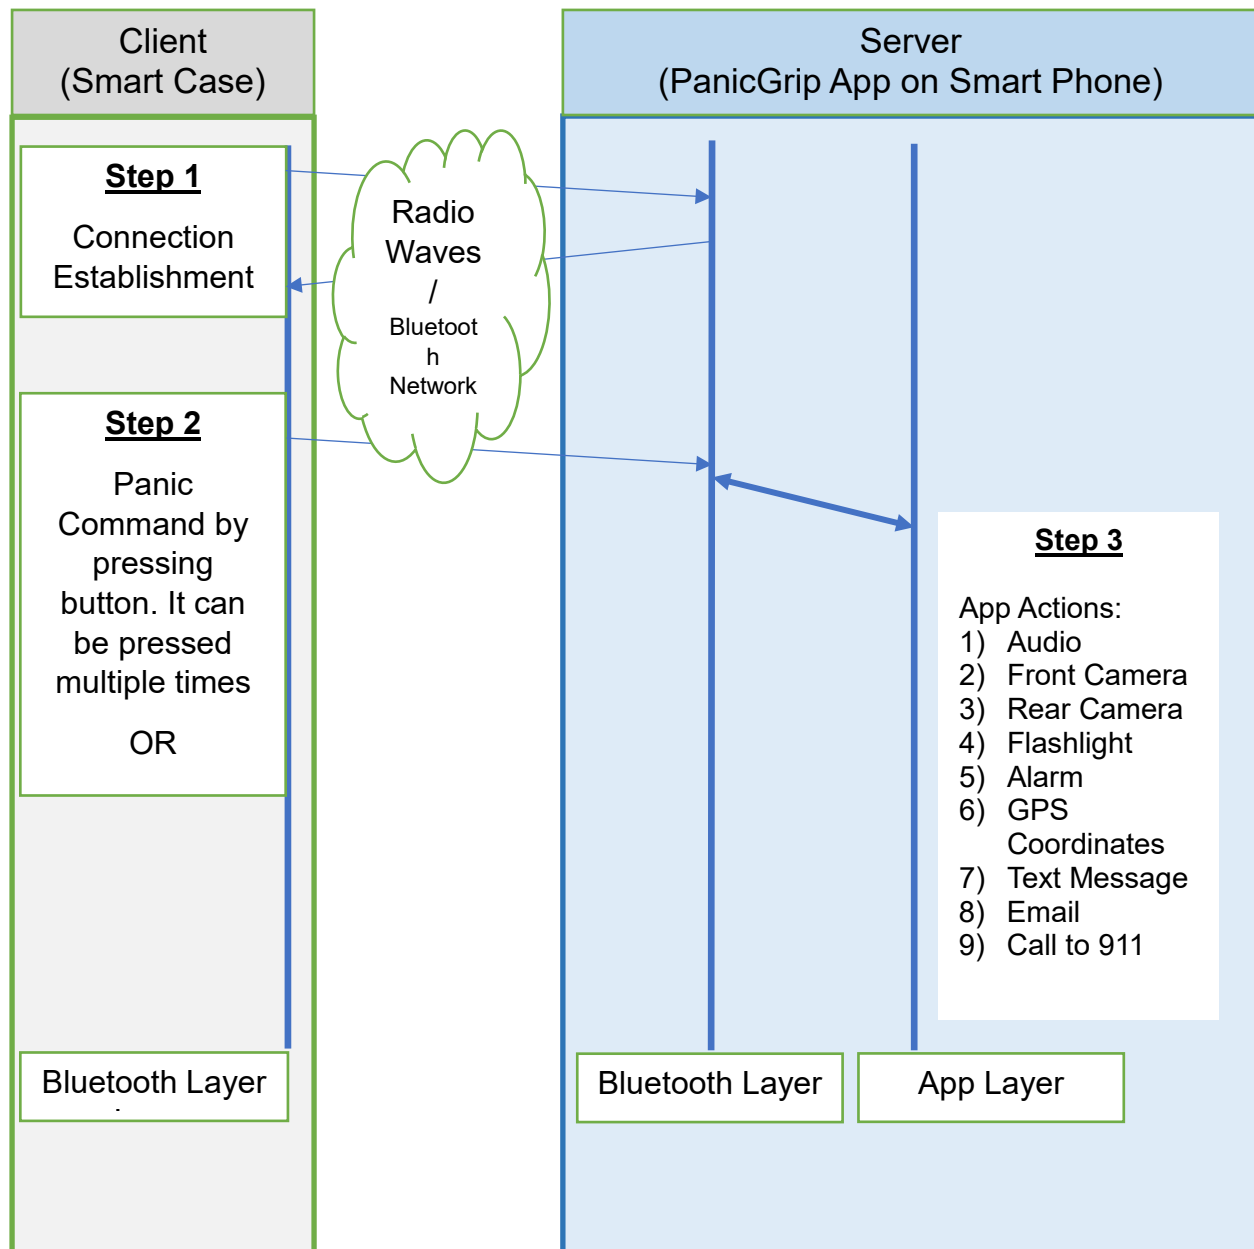 Client
(Smart Case)
Server
(PanicGrip App on Smart Phone)
Step 1
Connection
Establishment
Radio
Waves
/
Bluetoot
h
Network
Step 2
Panic
Command by
pressing
button. It can
be pressed
multiple times
OR
Step 3
App Actions:
1) Audio
2) Front Camera
3) Rear Camera
4) Flashlight
5) Alarm
6) GPS
Coordinates
7) Text Message
8) Email
9) Call to 911
Bluetooth Layer
Bluetooth Layer
App Layer